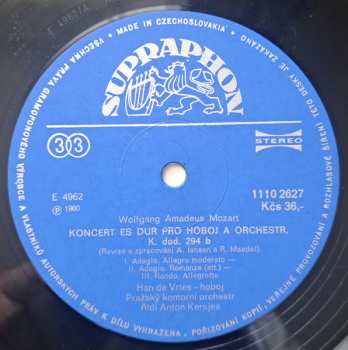 VŠECHNA PRÁVA GRAMOFONOVÉHO VÝROBCE A VLASTNÍKŮ AUTORSKÝCH PRÁV K DÍLU VYHRAŽENA. POŘIZOVÁNÍ KOPIÍ, VEŘEJNÉ PROVOZOVÁNÍ A ROZHLASOVÉ ŠÍŘENÍ TÉTO DESKY JE ZAKÁZÁNO
• MADE IN CZECHOSLOVAKIA •
SUPRAPHON
33
STEREO
E 4962
1110 2627
Ⓟ 1980
Kčs 36,-
Wolfgang Amadeus Mozart
KONCERT ES DUR PRO HOBOJ A ORCHESTR,
K. dod. 294 b
(Revize a zpracování A. Jansen a R. Maedel)
I. Adagio, Allegro moderato —
II. Adagio. Romanza (att.) —
III. Rondo. Allegretto
Han de Vries - hoboj
Pražský komorní orchestr
Řídí Anton Kersjes